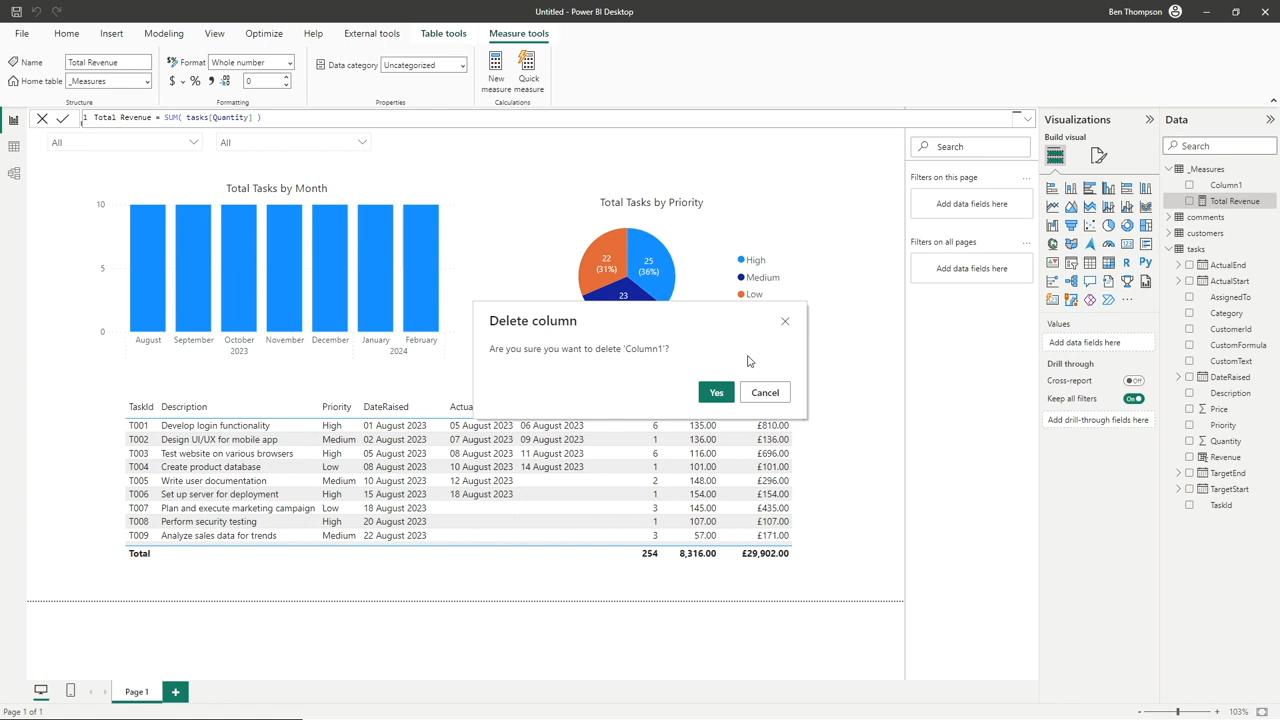 Untitled - Power BI Desktop
Ben Thompson
File Home Insert Modeling View Optimize Help External tools Table tools Measure tools
Name Total Revenue
Home table _Measures
Structure
Format Whole number
$ % 0
Formatting
Data category Uncategorized
Properties
New measure
Quick measure
Calculations
1 Total Revenue = SUM( tasks[Quantity] )
All All
Total Tasks by Month
10
5
0
August September October November December January February
2023 2024
Total Tasks by Priority
22 (31%)
25 (36%)
23
High
Medium
Low
Delete column
Are you sure you want to delete 'Column1'?
Yes Cancel
TaskId Description Priority DateRaised Actua
T001 Develop login functionality High 01 August 2023 05 August 2023 06 August 2023 6 135.00 £810.00
T002 Design UI/UX for mobile app Medium 02 August 2023 07 August 2023 09 August 2023 1 136.00 £136.00
T003 Test website on various browsers High 05 August 2023 08 August 2023 11 August 2023 6 116.00 £696.00
T004 Create product database Low 08 August 2023 10 August 2023 14 August 2023 1 101.00 £101.00
T005 Write user documentation Medium 10 August 2023 12 August 2023 2 148.00 £296.00
T006 Set up server for deployment High 15 August 2023 18 August 2023 1 154.00 £154.00
T007 Plan and execute marketing campaign Low 18 August 2023 3 145.00 £435.00
T008 Perform security testing High 20 August 2023 1 107.00 £107.00
T009 Analyze sales data for trends Medium 22 August 2023 3 57.00 £171.00
Total 254 8,316.00 £29,902.00
Search
Filters on this page ...
Add data fields here
Filters on all pages ...
Add data fields here
Visualizations
Build visual
R Py
...
Values
Add data fields here
Drill through
Cross-report Off
Keep all filters On
Add drill-through fields here
Data
Search
_Measures
Column1
Total Revenue
comments
customers
tasks
ActualEnd
ActualStart
AssignedTo
Category
CustomerId
CustomFormula
CustomText
DateRaised
Description
Price
Priority
Quantity
Revenue
TargetEnd
TargetStart
TaskId
Page 1
Page 1 of 1
- + 103%